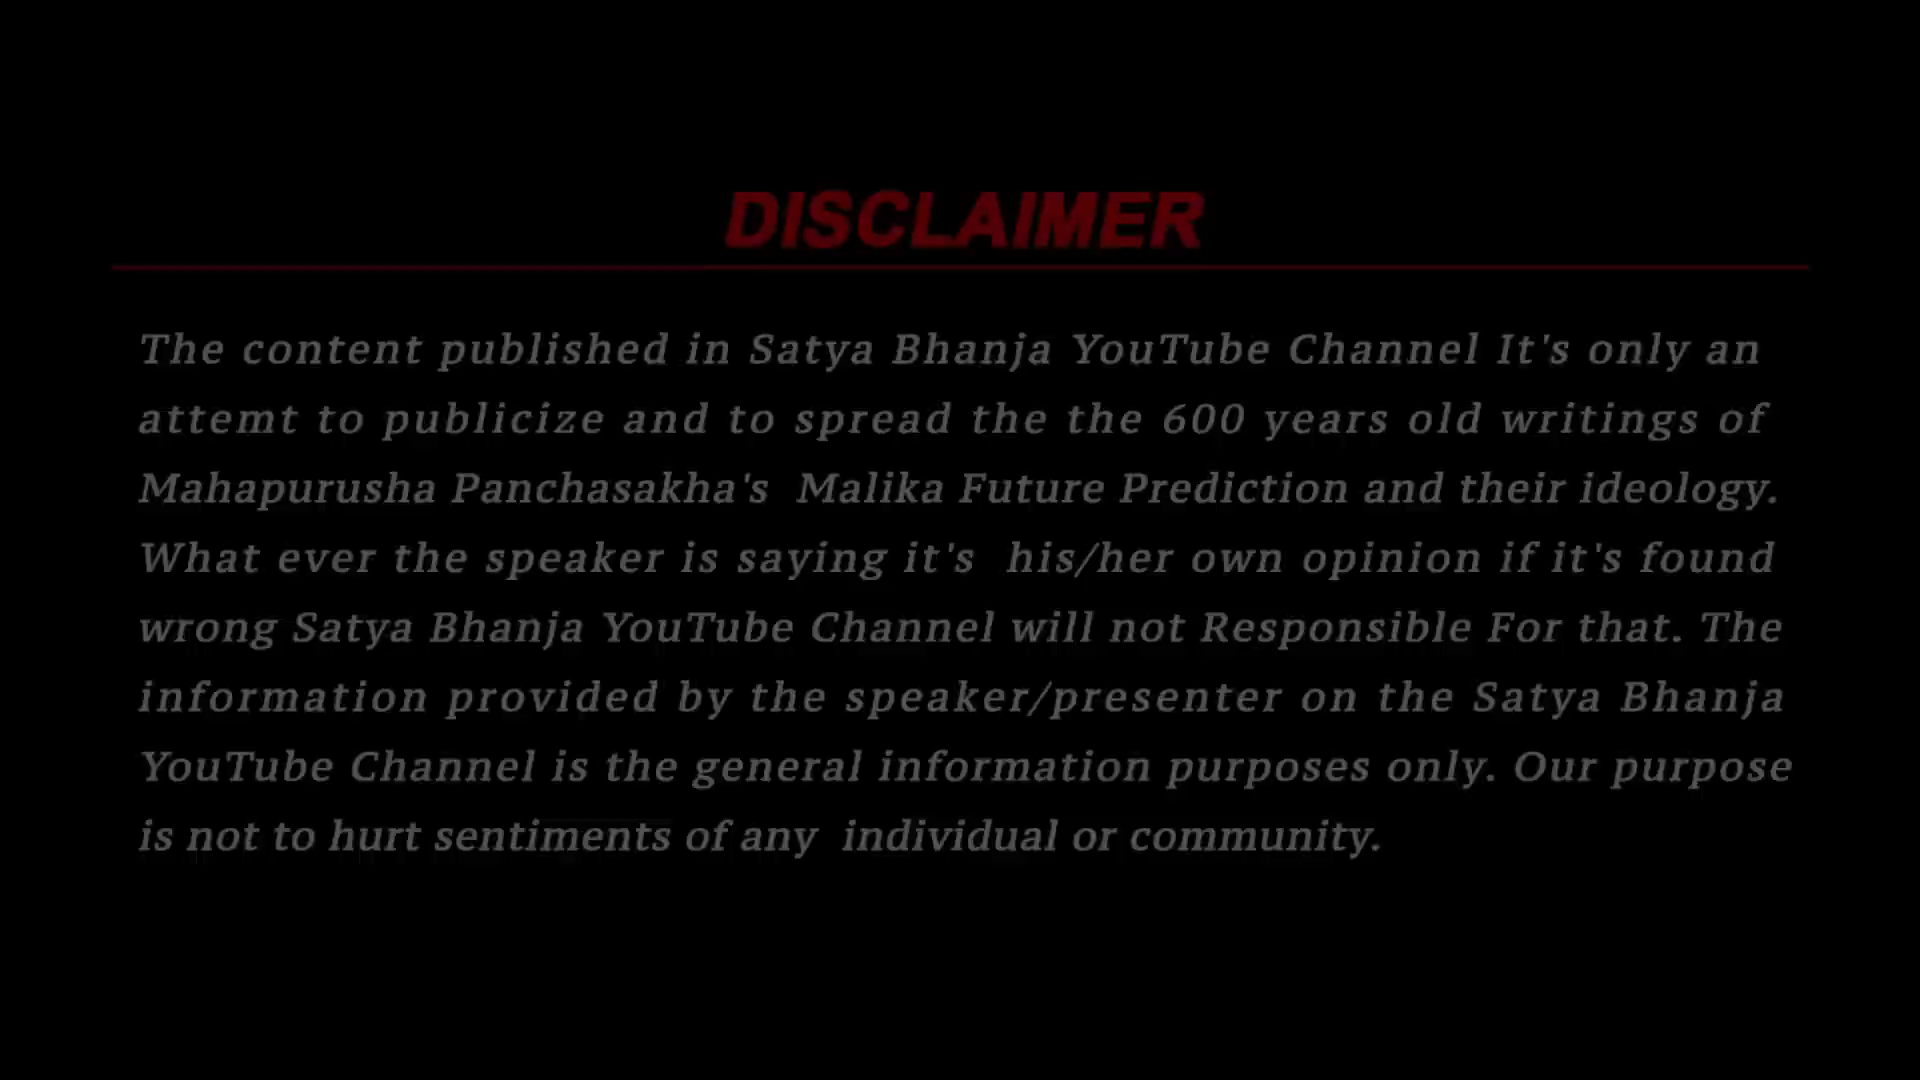 DISCLAIMER
The content published in Satya Bhanja YouTube Channel It's only an
attemt to publicize and to spread the the 600 years old writings of
Mahapurusha Panchasakha's Malika Future Prediction and their ideology.
What ever the speaker is saying it's his/her own opinion if it's found
wrong Satya Bhanja YouTube Channel will not Responsible For that. The
information provided by the speaker/presenter on the Satya Bhanja
YouTube Channel is the general information purposes only. Our purpose
is not to hurt sentiments of any individual or community.